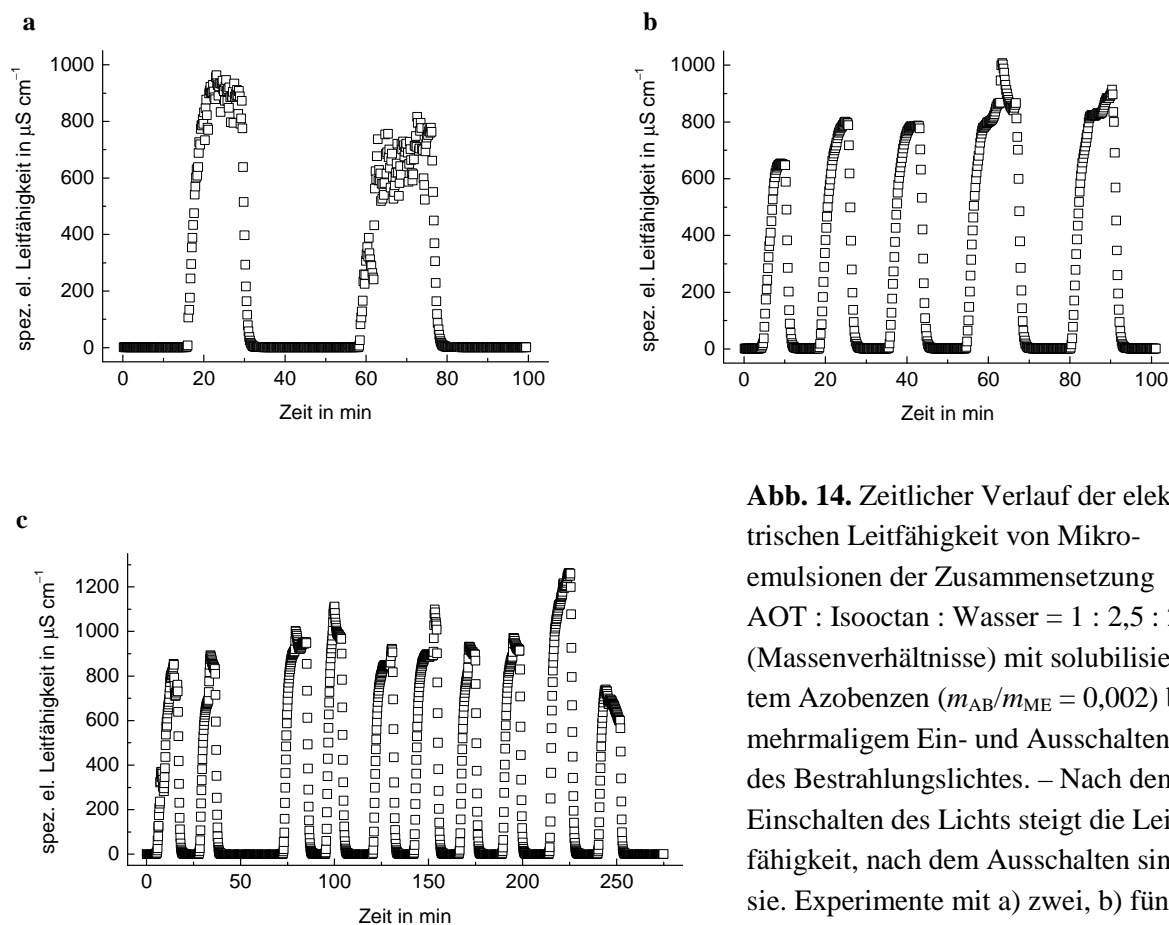 a
1000
800
600
400
200
0
spez. el. Leitfähigkeit in µS cm⁻¹
0 20 40 60 80 100
Zeit in min
b
1000
800
600
400
200
0
spez. el. Leitfähigkeit in µS cm⁻¹
0 20 40 60 80 100
Zeit in min
c
1200
1000
800
600
400
200
0
spez. el. Leitfähigkeit in µS cm⁻¹
0 50 100 150 200 250
Zeit in min
Abb. 14. Zeitlicher Verlauf der elek
trischen Leitfähigkeit von Mikro-
emulsionen der Zusammensetzung
AOT : Isooctan : Wasser = 1 : 2,5 :
(Massenverhältnisse) mit solubilisie
tem Azobenzen (m_AB/m_ME = 0,002)
mehrmaligem Ein- und Ausschalten
des Bestrahlungslichtes. – Nach dem
Einschalten des Lichts steigt die Lei
fähigkeit, nach dem Ausschalten sin
sie. Experimente mit a) zwei, b) fün